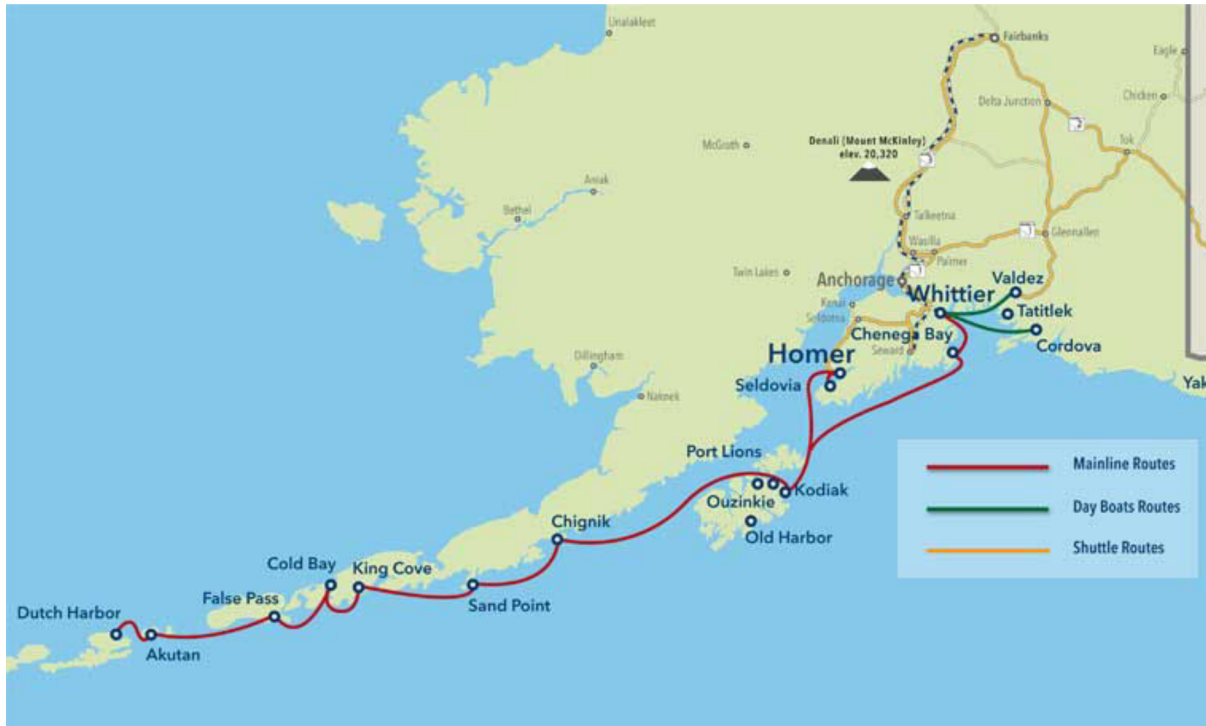 Unalakleet
Fairbanks
Eagle
Delta Junction
Chicken
McGrath
Denali (Mount McKinley)
elev. 20,320
Tok
Aniak
Bethel
Talkeetna
Glennallen
Wasilla
Palmer
Twin Lakes
Anchorage
Valdez
Whittier
Kenai
Soldotna
Tatitlek
Chenega Bay
Cordova
Seward
Homer
Dillingham
Seldovia
Yak
Naknek
Port Lions
Mainline Routes
Kodiak
Ouzinkie
Day Boats Routes
Chignik
Old Harbor
Shuttle Routes
Cold Bay
King Cove
False Pass
Sand Point
Dutch Harbor
Akutan